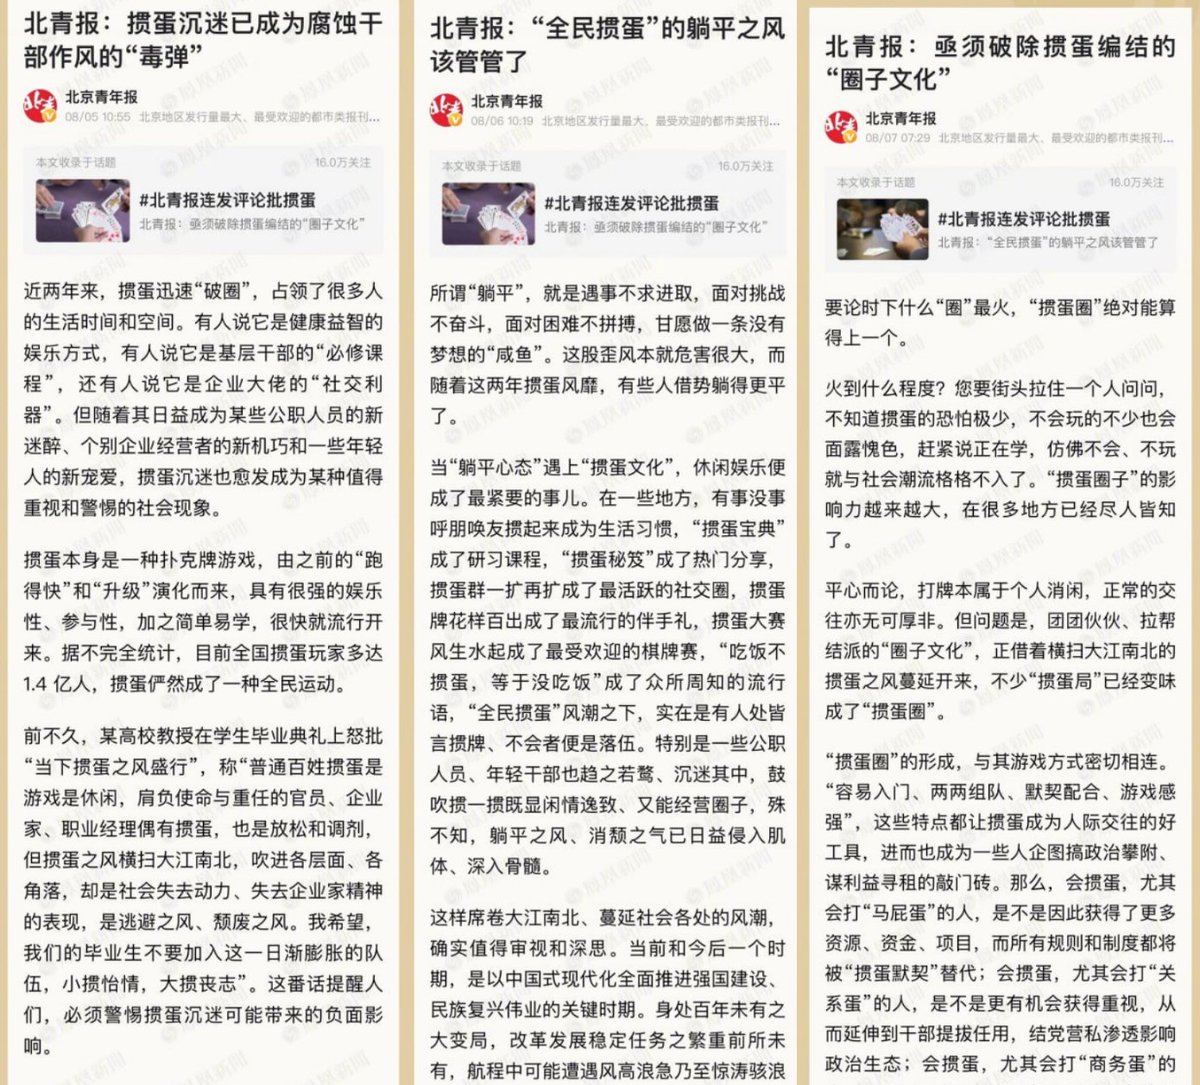 北青报：掼蛋沉迷已成为腐蚀干
部作风的“毒弹”
北青
北京青年报
08/05 10:55 北京地区发行量最大、最受欢迎的都市类报刊...
本文收录于话题
16.0万关注
#北青报连发评论批掼蛋
北青报：亟须破除掼蛋编结的“圈子文化”
近两年来，掼蛋迅速“破圈”，占领了很多人
的生活时间和空间。有人说它是健康益智的
娱乐方式，有人说它是基层干部的“必修课
程”，还有人说它是企业大佬的“社交利
器”。但随着其日益成为某些公职人员的新
迷醉、个别企业经营者的新机巧和一些年轻
人的新宠爱，掼蛋沉迷也愈发成为某种值得
重视和警惕的社会现象。
掼蛋本身是一种扑克牌游戏，由之前的“跑
得快”和“升级”演化而来，具有很强的娱乐
性、参与性，加之简单易学，很快就流行开
来。据不完全统计，目前全国掼蛋玩家多达
1.4 亿人，掼蛋俨然成了一种全民运动。
前不久，某高校教授在学生毕业典礼上怒批
“当下掼蛋之风盛行”，称“普通百姓掼蛋是
游戏是休闲，肩负使命与重任的官员、企业
家、职业经理偶有掼蛋，也是放松和调剂，
但掼蛋之风横扫大江南北，吹进各层面、各
角落，却是社会失去动力、失去企业家精神
的表现，是逃避之风、颓废之风。我希望，
我们的毕业生不要加入这一日渐膨胀的队
伍，小掼怡情，大掼丧志”。这番话提醒人
们，必须警惕掼蛋沉迷可能带来的负面影
响。
北青报：“全民掼蛋”的躺平之风
该管管了
北青
北京青年报
08/06 10:19 北京地区发行量最大、最受欢迎的都市类报刊...
本文收录于话题
16.0万关注
#北青报连发评论批掼蛋
北青报：亟须破除掼蛋编结的“圈子文化”
所谓“躺平”，就是遇事不求进取，面对挑战
不奋斗，面对困难不拼搏，甘愿做一条没有
梦想的“咸鱼”。这股歪风本就危害很大，而
随着这两年掼蛋风靡，有些人借势躺得更平
了。
当“躺平心态”遇上“掼蛋文化”，休闲娱乐便
成了最紧要的事儿。在一些地方，有事没事
呼朋唤友掼起来成为生活习惯，“掼蛋宝典”
成了研习课程，“掼蛋秘笈”成了热门分享，
掼蛋群一扩再扩成了最活跃的社交圈，掼蛋
牌花样百出成了最流行的伴手礼，掼蛋大赛
风生水起成了最受欢迎的棋牌赛，“吃饭不
掼蛋，等于没吃饭”成了众所周知的流行
语，“全民掼蛋”风潮之下，实在是有人处皆
言掼牌、不会者便是落伍。特别是一些公职
人员、年轻干部也趋之若鹜、沉迷其中，鼓
吹掼一掼既显闲情逸致、又能经营圈子，殊
不知，躺平之风、消颓之气已日益侵入肌
体、深入骨髓。
这样席卷大江南北、蔓延社会各处的风潮，
确实值得审视和深思。当前和今后一个时
期，是以中国式现代化全面推进强国建设、
民族复兴伟业的关键时期。身处百年未有之
大变局，改革发展稳定任务之繁重前所未
有，航程中可能遭遇风高浪急乃至惊涛骇浪
北青报：亟须破除掼蛋编结的
“圈子文化”
北青
北京青年报
08/07 07:29 北京地区发行量最大、最受欢迎的都市类报刊...
本文收录于话题
16.0万关注
#北青报连发评论批掼蛋
北青报：“全民掼蛋”的躺平之风该管管了
要论时下什么“圈”最火，“掼蛋圈”绝对能算
得上一个。
火到什么程度？您要街头拉住一个人问问，
不知道掼蛋的恐怕极少，不会玩的不少也会
面露愧色，赶紧说正在学，仿佛不会、不玩
就与社会潮流格格不入了。“掼蛋圈子”的影
响力越来越大，在很多地方已经尽人皆知
了。
平心而论，打牌本属于个人消闲，正常的交
往亦无可厚非。但问题是，团团伙伙、拉帮
结派的“圈子文化”，正借着横扫大江南北的
掼蛋之风蔓延开来，不少“掼蛋局”已经变味
成了“掼蛋圈”。
“掼蛋圈”的形成，与其游戏方式密切相连。
“容易入门、两两组队、默契配合、游戏感
强”，这些特点都让掼蛋成为人际交往的好
工具，进而也成为一些人企图搞政治攀附、
谋利益寻租的敲门砖。那么，会掼蛋，尤其
会打“马屁蛋”的人，是不是因此获得了更多
资源、资金、项目，而所有规则和制度都将
被“掼蛋默契”替代；会掼蛋，尤其会打“关
系蛋”的人，是不是更有机会获得重视，从
而延伸到干部提拔任用，结党营私渗透影响
政治生态；会掼蛋，尤其会打“商务蛋”的